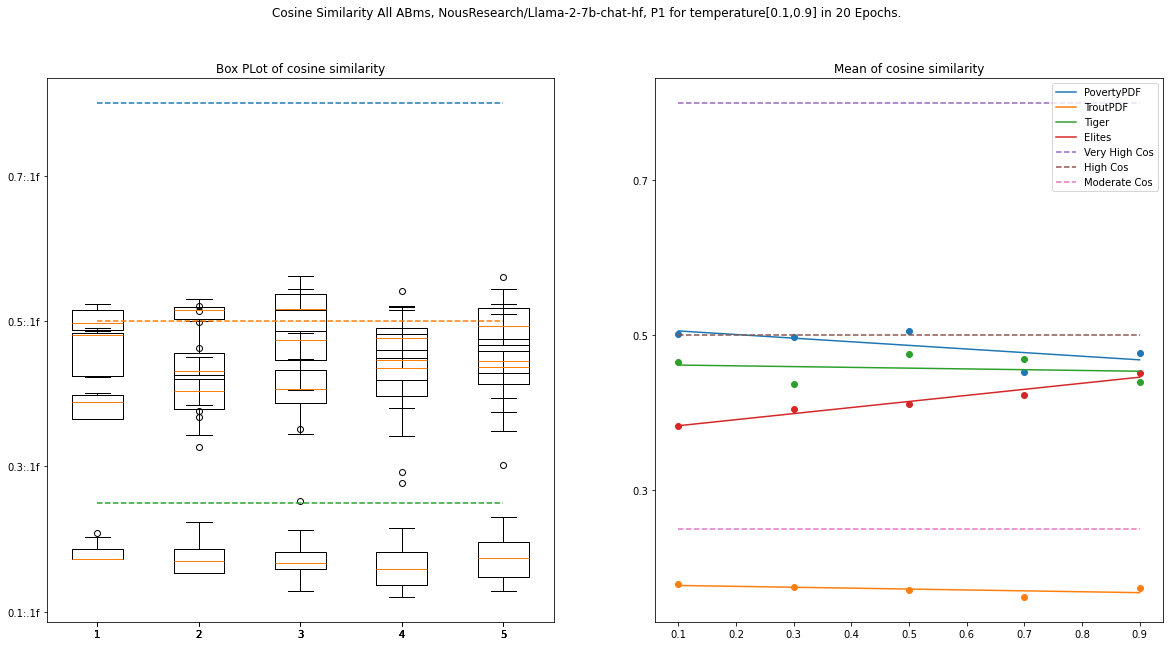 Cosine Similarity All ABms, NousResearch/Llama-2-7b-chat-hf, P1 for temperature[0.1,0.9] in 20 Epochs.
Box PLot of cosine similarity
0.7:.1f
0.5:.1f
0.3:.1f
0.1:.1f
1 2 3 4 5
Mean of cosine similarity
PovertyPDF
TroutPDF
Tiger
Elites
Very High Cos
High Cos
Moderate Cos
0.7
0.5
0.3
0.1 0.2 0.3 0.4 0.5 0.6 0.7 0.8 0.9